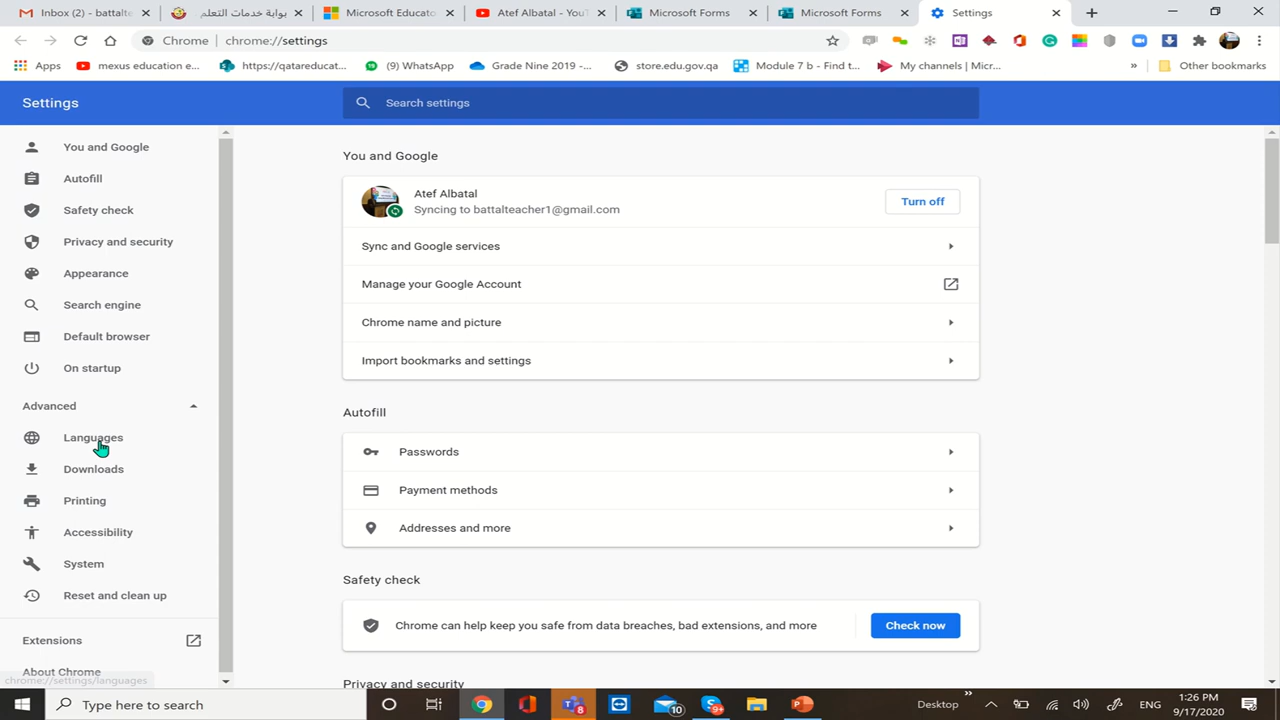 Inbox (2) - battalte
بوابة خدمات التعلم
Microsoft Educato
Atef Albatal - YouT
Microsoft Forms
Microsoft Forms
Settings
Chrome | chrome://settings
Apps
mexus education e...
https://qatareducat...
(9) WhatsApp
Grade Nine 2019-...
store.edu.gov.qa
Module 7 b - Find t...
My channels | Micr...
»
Other bookmarks
Settings
Search settings
You and Google
Autofill
Safety check
Privacy and security
Appearance
Search engine
Default browser
On startup
Advanced
Languages
Downloads
Printing
Accessibility
System
Reset and clean up
Extensions
About Chrome
chrome://settings/languages
You and Google
Atef Albatal
Syncing to battalteacher1@gmail.com
Turn off
Sync and Google services
Manage your Google Account
Chrome name and picture
Import bookmarks and settings
Autofill
Passwords
Payment methods
Addresses and more
Safety check
Chrome can help keep you safe from data breaches, bad extensions, and more
Check now
Privacy and security
Type here to search
8
10
9+
Desktop
»
ENG
1:26 PM
9/17/2020